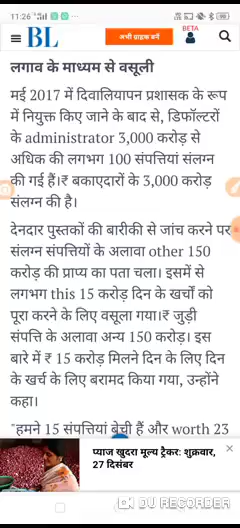 11:26
BL
अभी ग्राहक बनें
BETA
लगाव के माध्यम से वसूली
मई 2017 में दिवालियापन प्रशासक के रूप
में नियुक्त किए जाने के बाद से, डिफॉल्टरों
के administrator 3,000 करोड़ से
अधिक की लगभग 100 संपत्तियां संलग्न
की गई हैं।₹ बकाएदारों के 3,000 करोड़
संलग्न की है।
देनदार पुस्तकों की बारीकी से जांच करने पर
संलग्न संपत्तियों के अलावा other 150
करोड़ की प्राप्य का पता चला। इसमें से
लगभग this 15 करोड़ दिन के खर्चों को
पूरा करने के लिए वसूला गया।₹ जुड़ी
संपत्ति के अलावा अन्य 150 करोड़। इस
बारे में ₹ 15 करोड़ मिलने दिन के लिए दिन
के खर्च के लिए बरामद किया गया, उन्होंने
कहा।
"हमने 15 संपत्तियां बेची हैं और worth 23
प्याज खुदरा मूल्य ट्रैकर: शुक्रवार,
27 दिसंबर
DU RECORDER